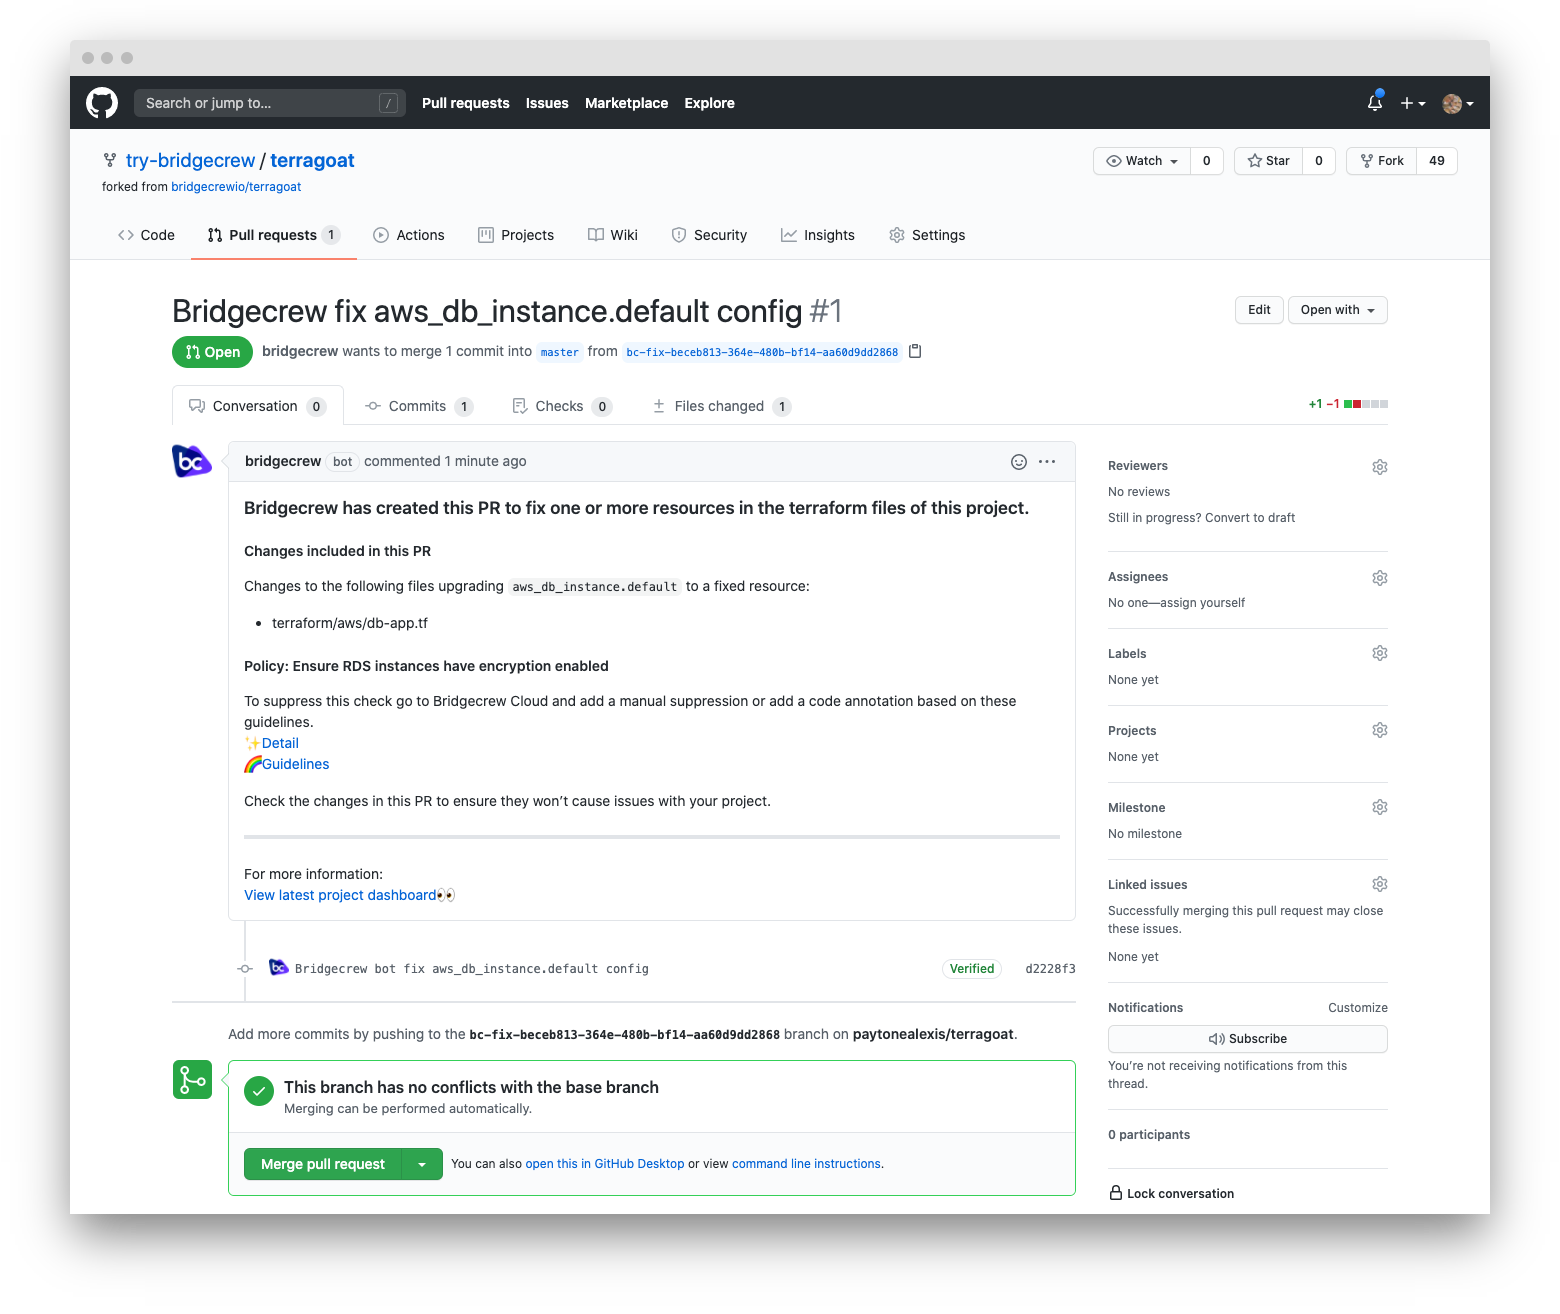 Search or jump to... /
Pull requests Issues Marketplace Explore
try-bridgecrew / terragoat
forked from bridgecrewio/terragoat
Watch 0 Star 0 Fork 49
Code Pull requests 1 Actions Projects Wiki Security Insights Settings
Bridgecrew fix aws_db_instance.default config #1
Edit Open with
Open bridgecrew wants to merge 1 commit into master from bc-fix-beceb813-364e-480b-bf14-aa60d9dd2868
Conversation 0 Commits 1 Checks 0 Files changed 1
+1 −1
bc
bridgecrew bot commented 1 minute ago
Bridgecrew has created this PR to fix one or more resources in the terraform files of this project.
Changes included in this PR
Changes to the following files upgrading aws_db_instance.default to a fixed resource:
• terraform/aws/db-app.tf
Policy: Ensure RDS instances have encryption enabled
To suppress this check go to Bridgecrew Cloud and add a manual suppression or add a code annotation based on these
guidelines.
✨Detail
🌈Guidelines
Check the changes in this PR to ensure they won’t cause issues with your project.
For more information:
View latest project dashboard👀
bc Bridgecrew bot fix aws_db_instance.default config Verified d2228f3
Add more commits by pushing to the bc-fix-beceb813-364e-480b-bf14-aa60d9dd2868 branch on paytonealexis/terragoat.
This branch has no conflicts with the base branch
Merging can be performed automatically.
Merge pull request You can also open this in GitHub Desktop or view command line instructions.
Reviewers
No reviews
Still in progress? Convert to draft
Assignees
No one—assign yourself
Labels
None yet
Projects
None yet
Milestone
No milestone
Linked issues
Successfully merging this pull request may close
these issues.
None yet
Notifications Customize
Subscribe
You’re not receiving notifications from this
thread.
0 participants
Lock conversation